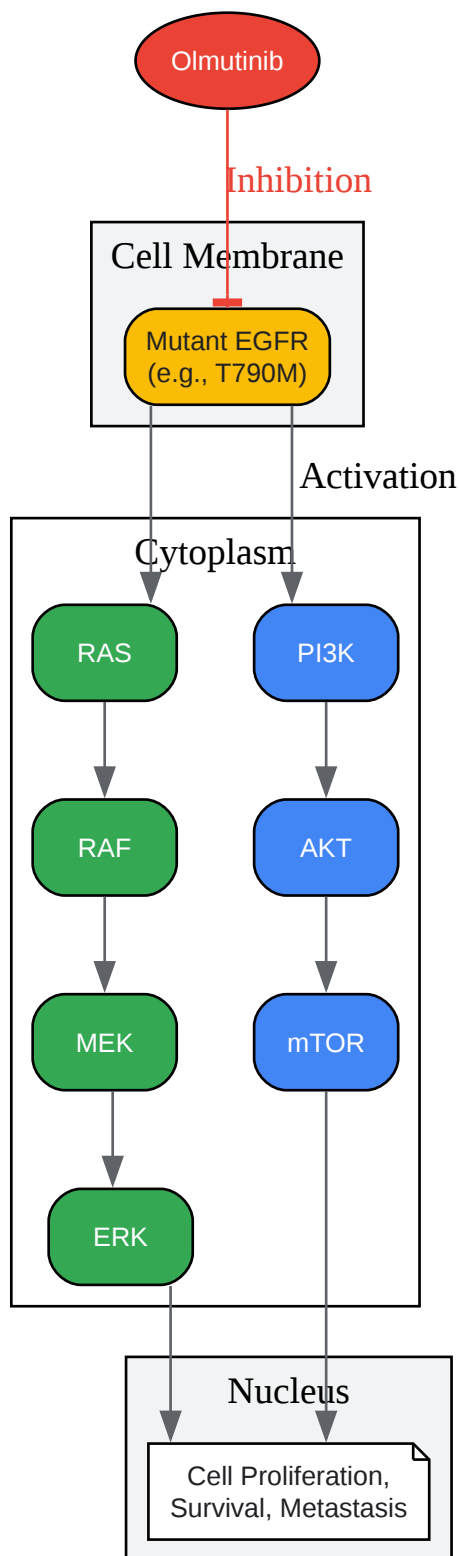 Olmutinib
Inhibition
Cell Membrane
Mutant EGFR
(e.g., T790M)
Activation
Cytoplasm
RAS
PI3K
RAF
AKT
MEK
mTOR
ERK
Nucleus
Cell Proliferation,
Survival, Metastasis